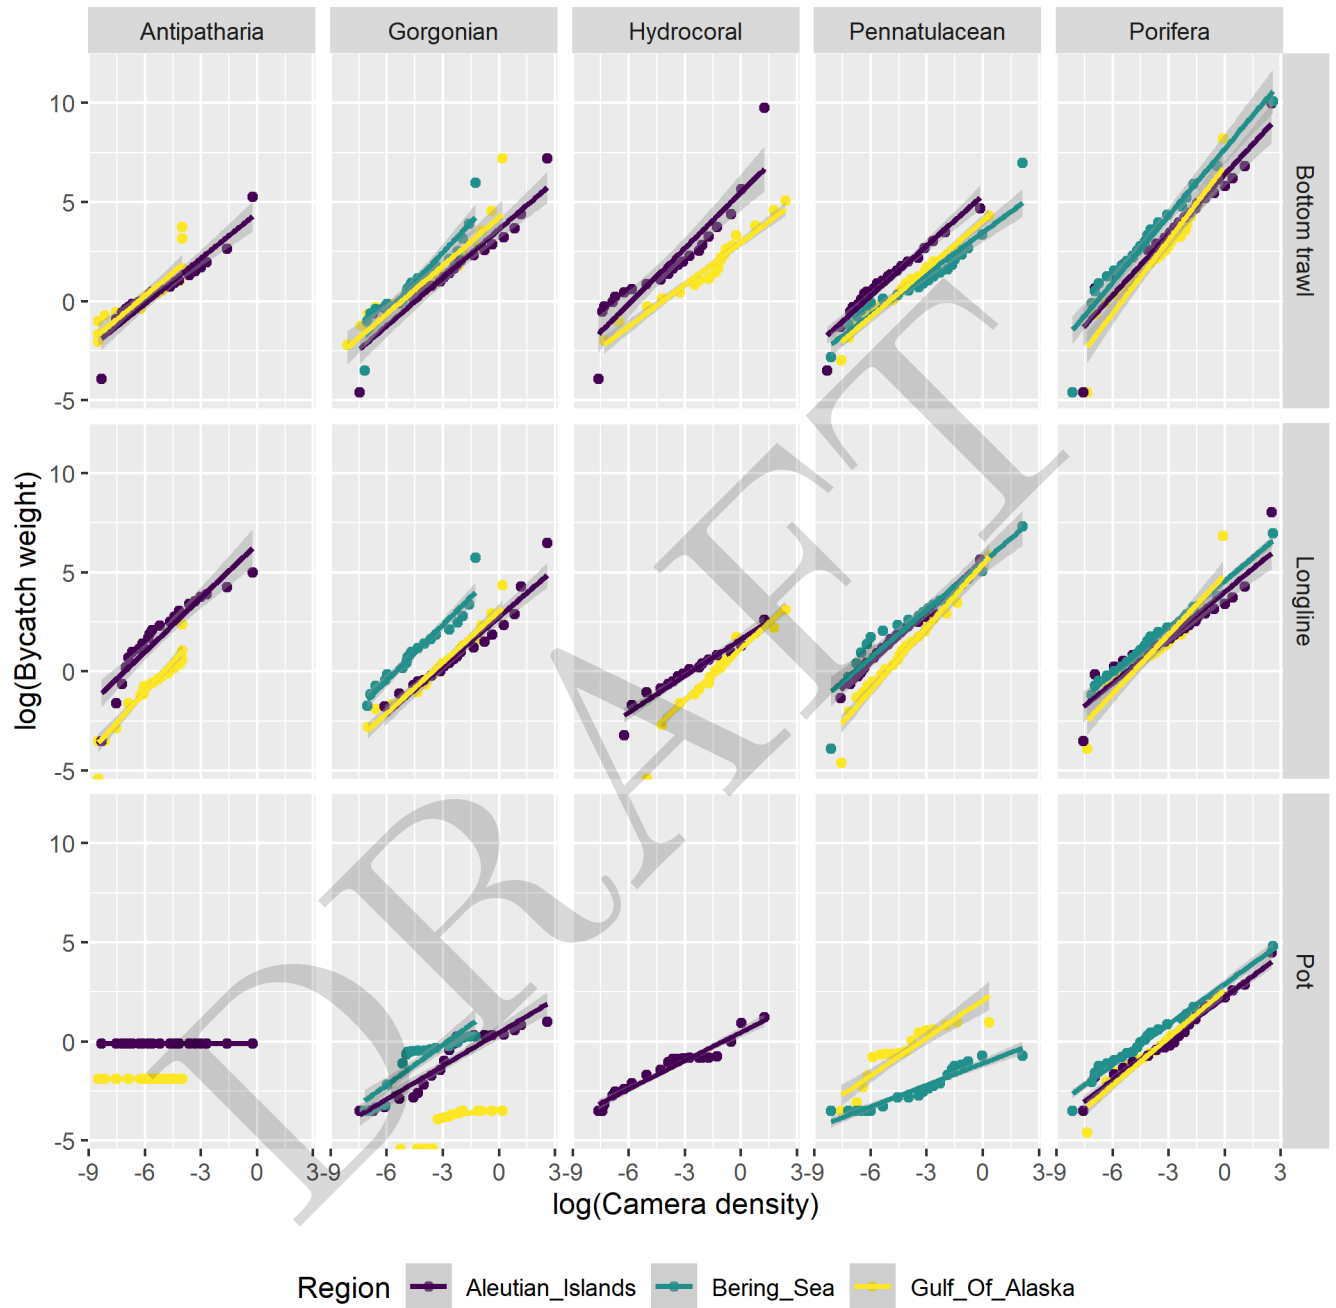 Antipatharia Gorgonian Hydrocoral Pennatulacean Porifera
10
5
0
-5
Bottom trawl
10
5
0
-5
Longline
10
5
0
-5
Pot
log(Bycatch weight)
-9 -6 -3 0 3 -9 -6 -3 0 3 -9 -6 -3 0 3 -9 -6 -3 0 3 -9 -6 -3 0 3
log(Camera density)
Region Aleutian_Islands Bering_Sea Gulf_Of_Alaska
DRAFT